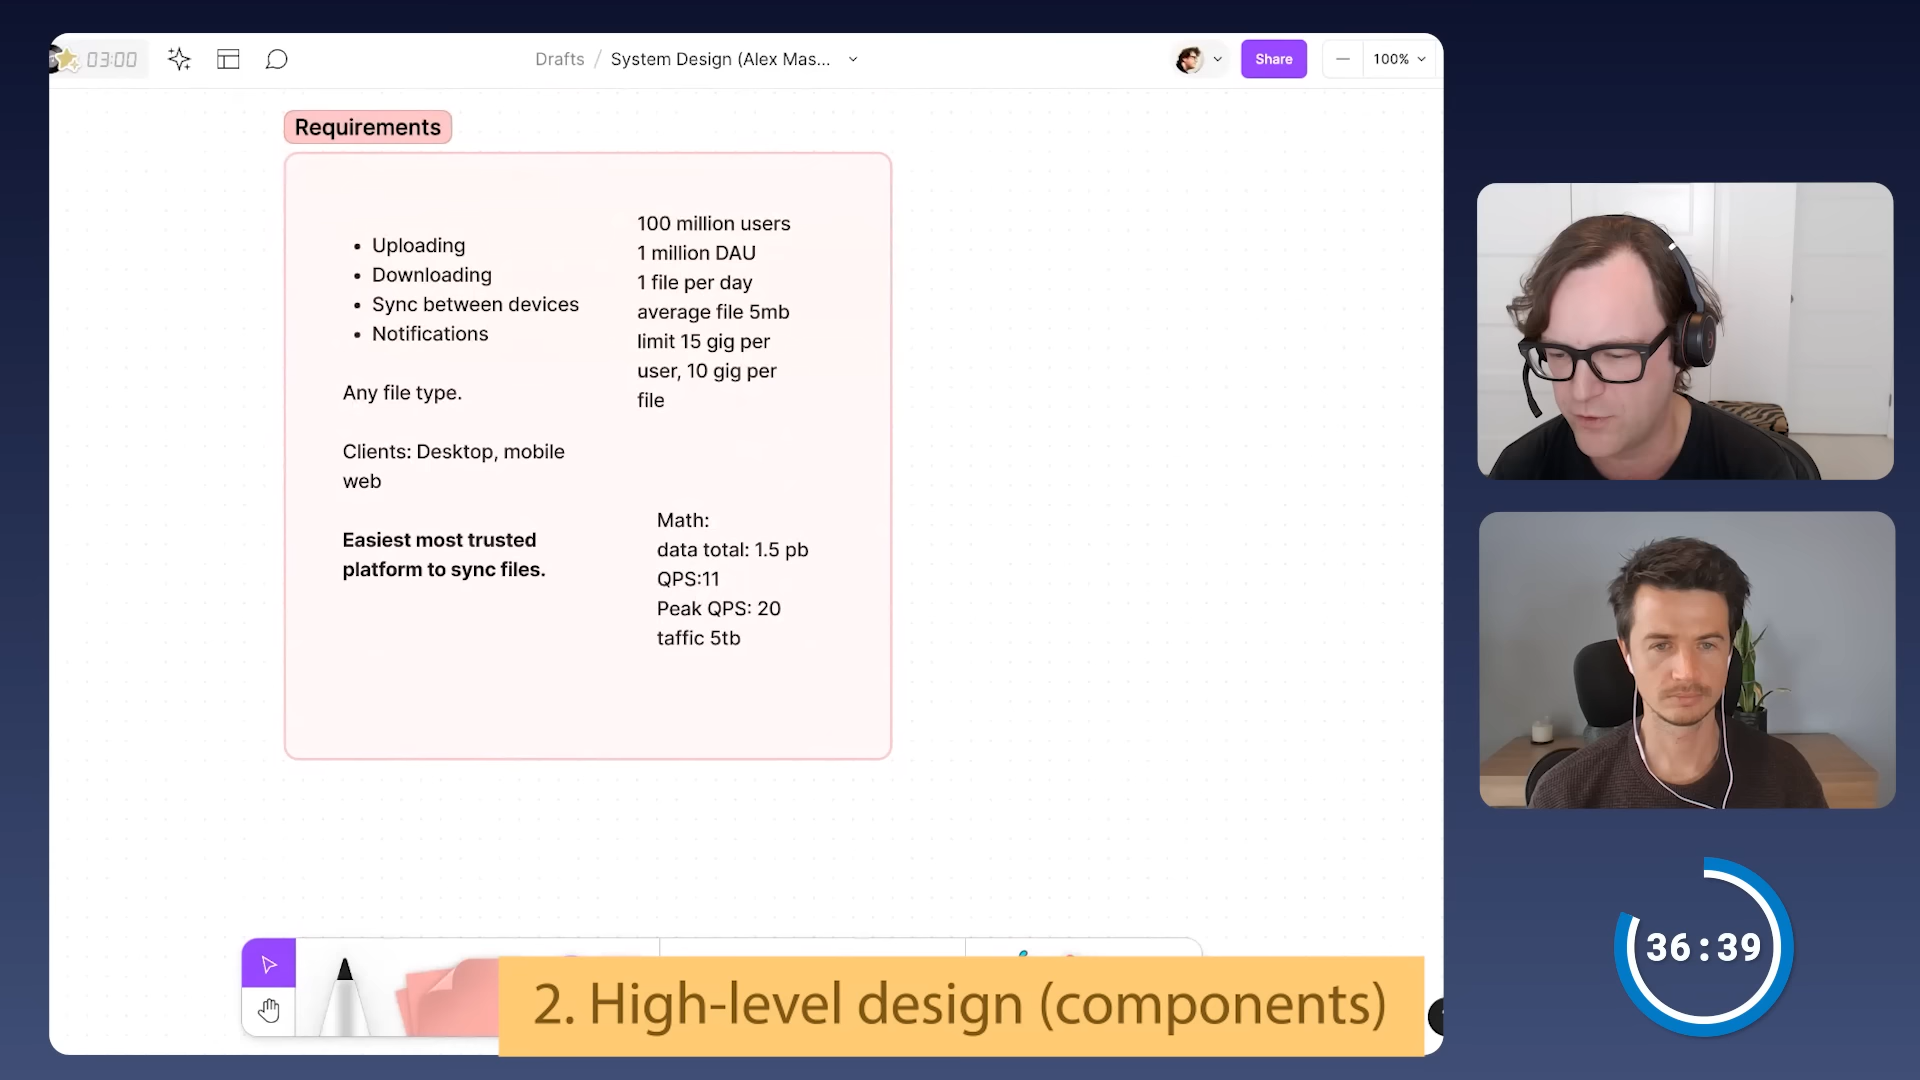 03:00
Drafts / System Design (Alex Mas...
Share
100%
Requirements
• Uploading
• Downloading
• Sync between devices
• Notifications
Any file type.
Clients: Desktop, mobile
web
Easiest most trusted
platform to sync files.
100 million users
1 million DAU
1 file per day
average file 5mb
limit 15 gig per
user, 10 gig per
file
Math:
data total: 1.5 pb
QPS:11
Peak QPS: 20
taffic 5tb
2. High-level design (components)
36:39